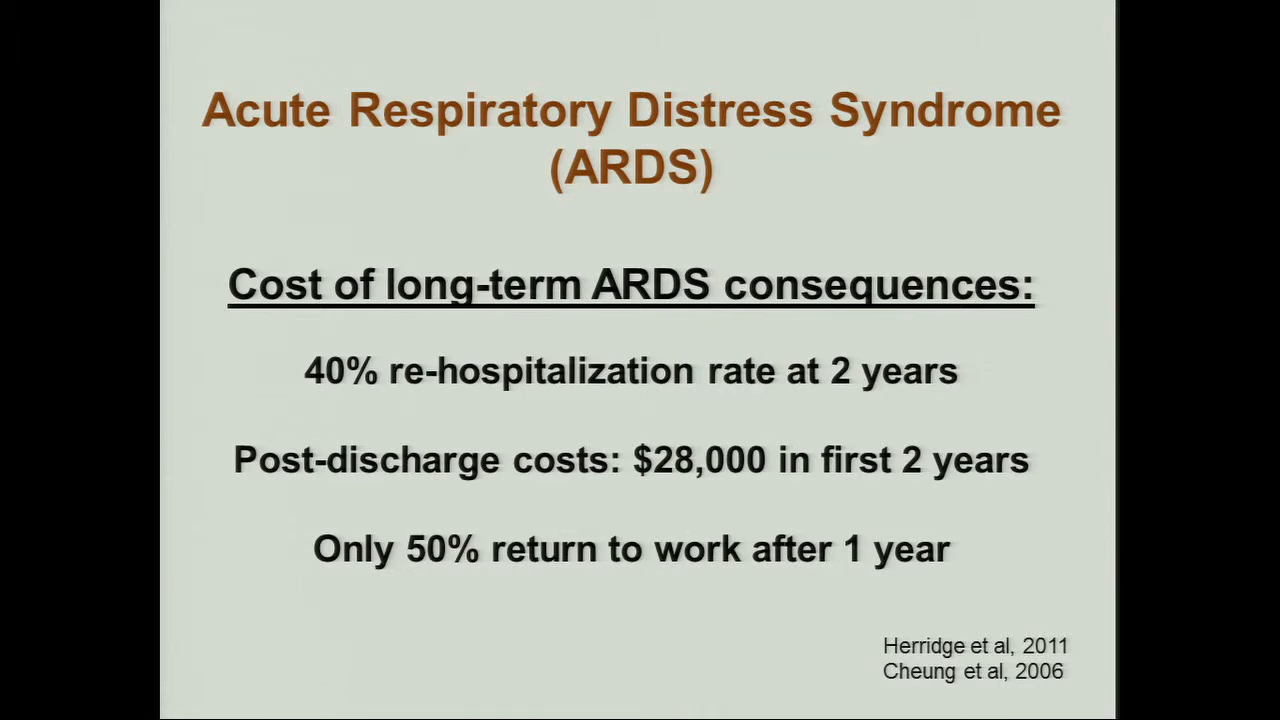 Acute Respiratory Distress Syndrome
(ARDS)
Cost of long-term ARDS consequences:
40% re-hospitalization rate at 2 years
Post-discharge costs: $28,000 in first 2 years
Only 50% return to work after 1 year
Herridge et al, 2011
Cheung et al, 2006